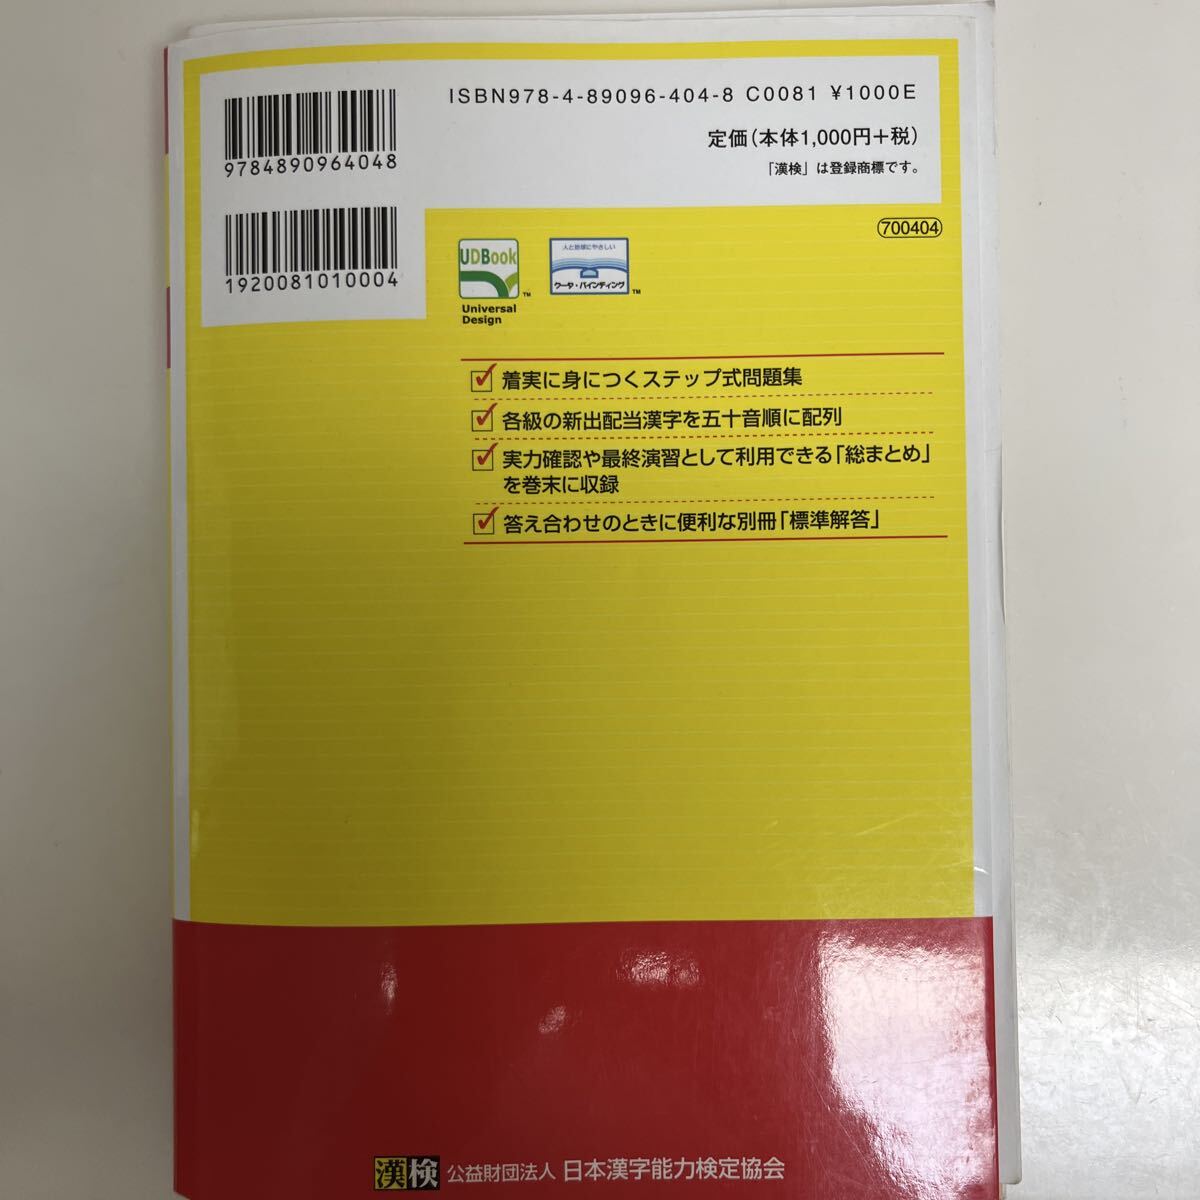 ISBN978-4-89096-404-8 C0081 ¥1000E
9784890964048
定価(本体1,000円+税)
「漢検」は登録商標です。
1920081010004
700404
UDBook
TM
Universal
Design
人と地球にやさしい
クータ・バインディング
TM
着実に身につくステップ式問題集
各級の新出配当漢字を五十音順に配列
実力確認や最終演習として利用できる「総まとめ」
を巻末に収録
答え合わせのときに便利な別冊「標準解答」
漢検 公益財団法人 日本漢字能力検定協会